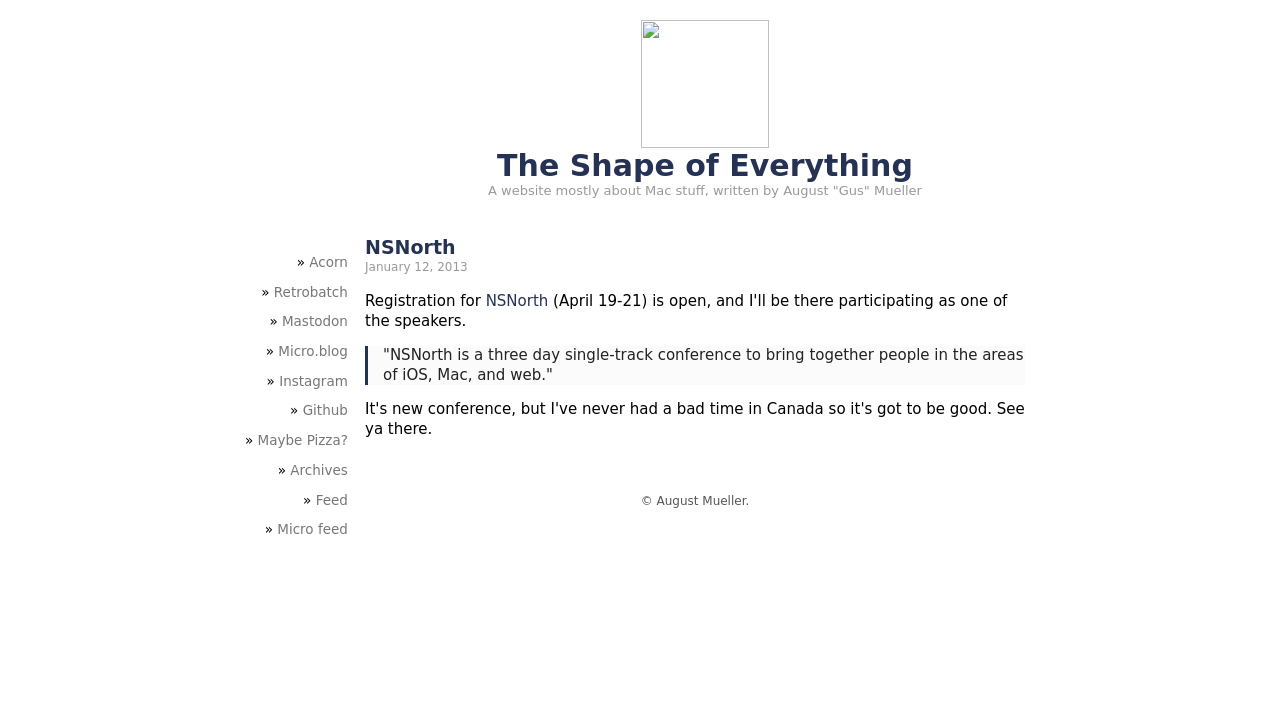 The Shape of Everything
A website mostly about Mac stuff, written by August "Gus" Mueller
» Acorn
» Retrobatch
» Mastodon
» Micro.blog
» Instagram
» Github
» Maybe Pizza?
» Archives
» Feed
» Micro feed
NSNorth
January 12, 2013
Registration for NSNorth (April 19-21) is open, and I'll be there participating as one of
the speakers.
"NSNorth is a three day single-track conference to bring together people in the areas
of iOS, Mac, and web."
It's new conference, but I've never had a bad time in Canada so it's got to be good. See
ya there.
© August Mueller.